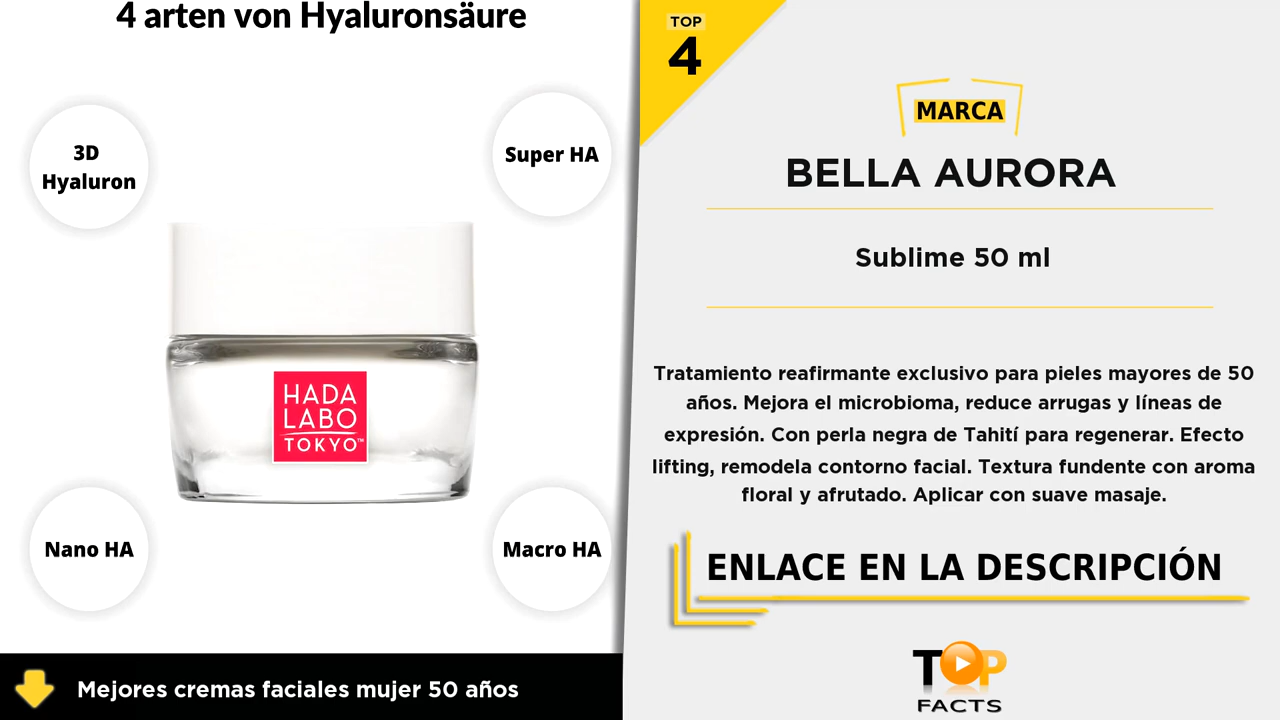 4 arten von Hyaluronsäure
3D
Hyaluron
Super HA
HADA
LABO
TOKYO™
Nano HA
Macro HA
Mejores cremas faciales mujer 50 años
TOP
4
MARCA
BELLA AURORA
Sublime 50 ml
Tratamiento reafirmante exclusivo para pieles mayores de 50
años. Mejora el microbioma, reduce arrugas y líneas de
expresión. Con perla negra de Tahití para regenerar. Efecto
lifting, remodela contorno facial. Textura fundente con aroma
floral y afrutado. Aplicar con suave masaje.
ENLACE EN LA DESCRIPCIÓN
TOP
FACTS